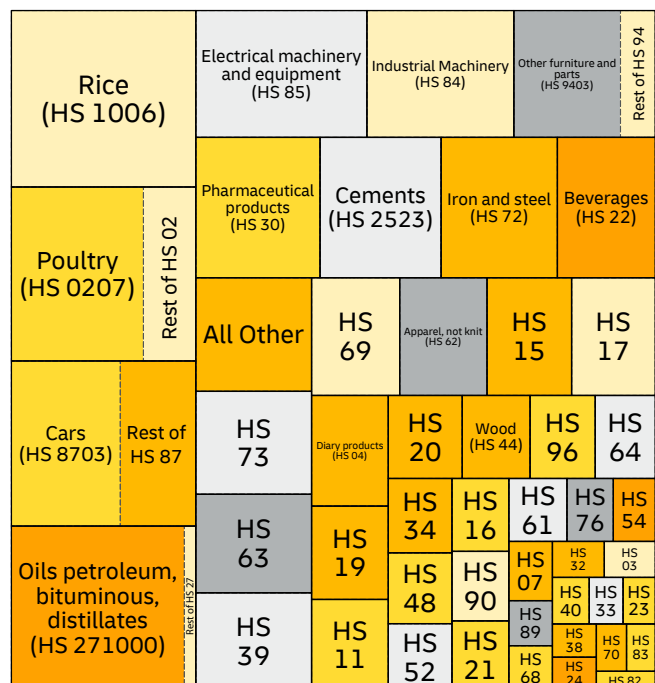 Rice
(HS 1006)
Electrical machinery
and equipment
(HS 85)
Industrial Machinery
(HS 84)
Other furniture and
parts
(HS 9403)
Rest of HS 94
Pharmaceutical
products
(HS 30)
Cements
(HS 2523)
Iron and steel
(HS 72)
Beverages
(HS 22)
Poultry
(HS 0207)
Rest of HS 02
All Other
HS
69
Apparel, not knit
(HS 62)
HS
15
HS
17
Cars
(HS 8703)
Rest of
HS 87
HS
73
Diary products
(HS 04)
HS
20
Wood
(HS 44)
HS
96
HS
64
HS
63
HS
19
HS
34
HS
16
HS
61
HS
76
HS
54
Oils petroleum,
bituminous,
distillates
(HS 271000)
Rest of HS 27
HS
39
HS
11
HS
48
HS
90
HS
07
HS
32
HS
03
HS
40
HS
33
HS
23
HS
52
HS
21
HS
89
HS
68
HS
38
HS
70
HS
83
HS
24
HS 82